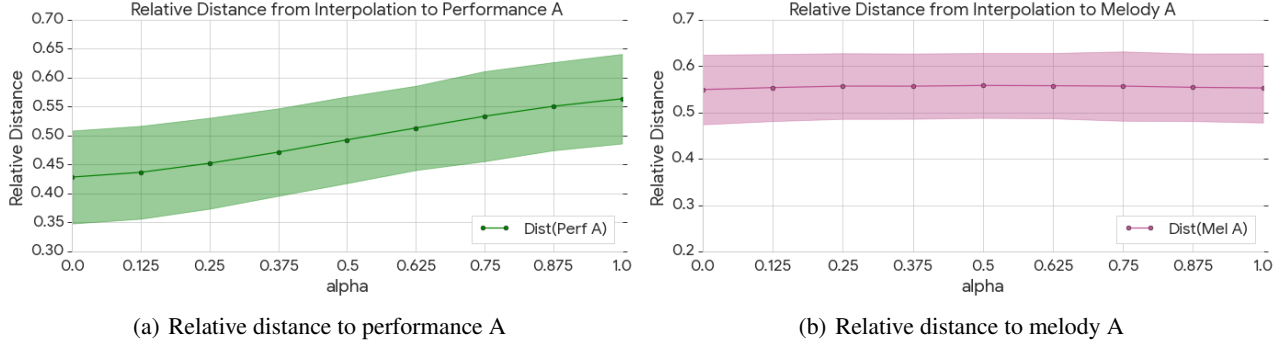 Relative Distance from Interpolation to Performance A
0.70
0.65
0.60
0.55
0.50
0.45
0.40
0.35
0.30
Relative Distance
Dist(Perf A)
0.0 0.125 0.25 0.375 0.5 0.625 0.75 0.875 1.0
alpha
(a) Relative distance to performance A
Relative Distance from Interpolation to Melody A
0.7
0.6
0.5
0.4
0.3
0.2
Relative Distance
Dist(Mel A)
0.0 0.125 0.25 0.375 0.5 0.625 0.75 0.875 1.0
alpha
(b) Relative distance to melody A